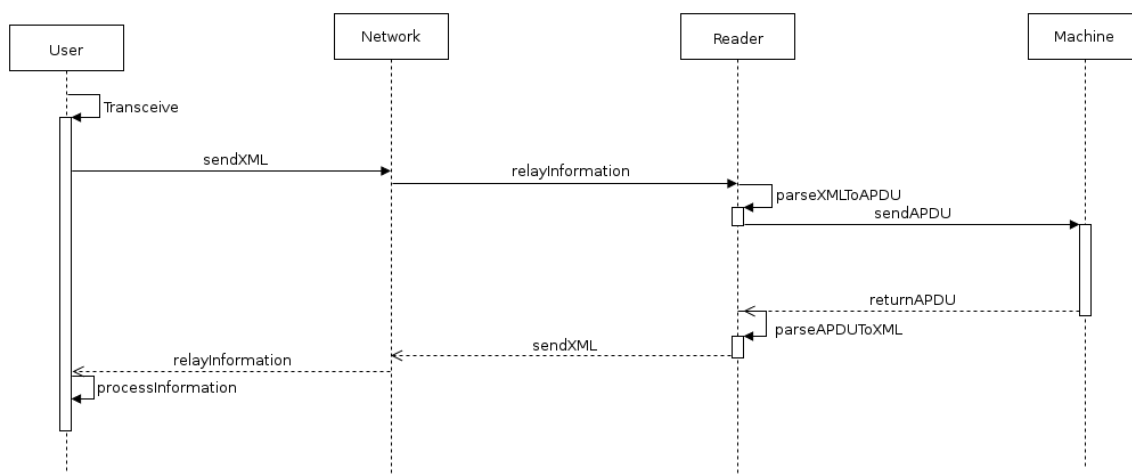 User
Network
Reader
Machine
Transceive
sendXML
relayInformation
parseXMLToAPDU
sendAPDU
returnAPDU
parseAPDUToXML
sendXML
relayInformation
processInformation